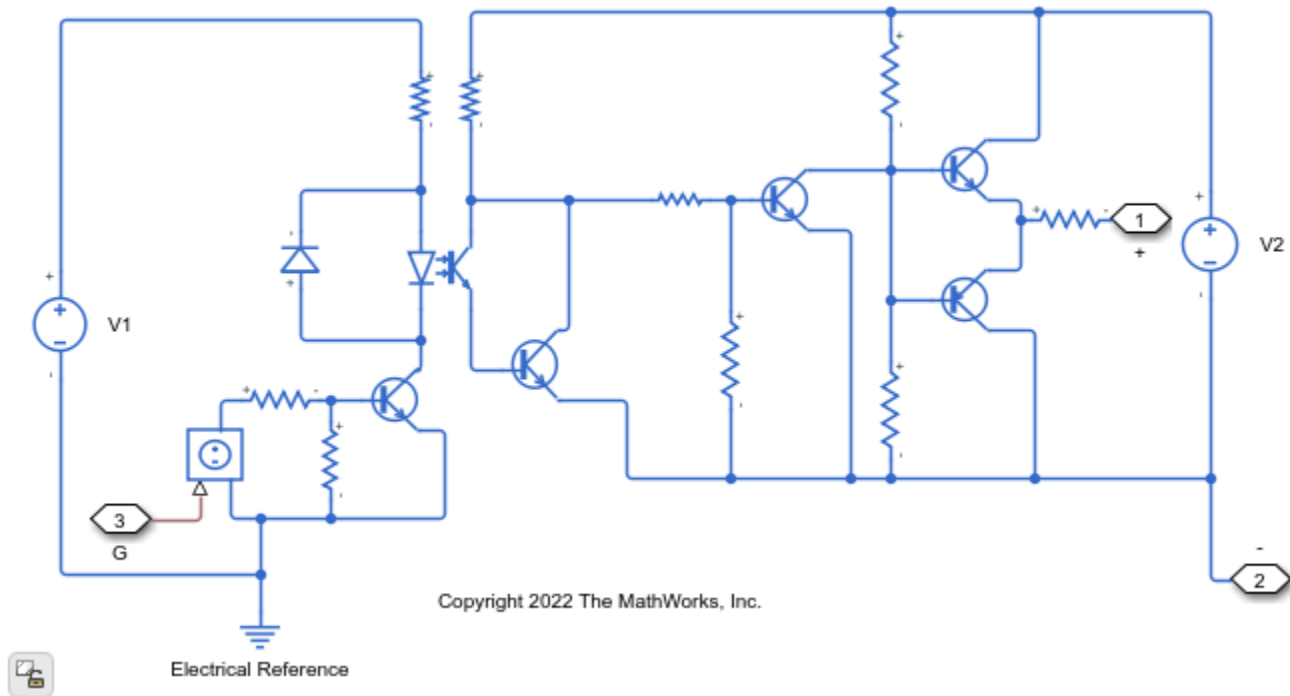 V1
V2
1
+
3
G
-
2
Copyright 2022 The MathWorks, Inc.
Electrical Reference